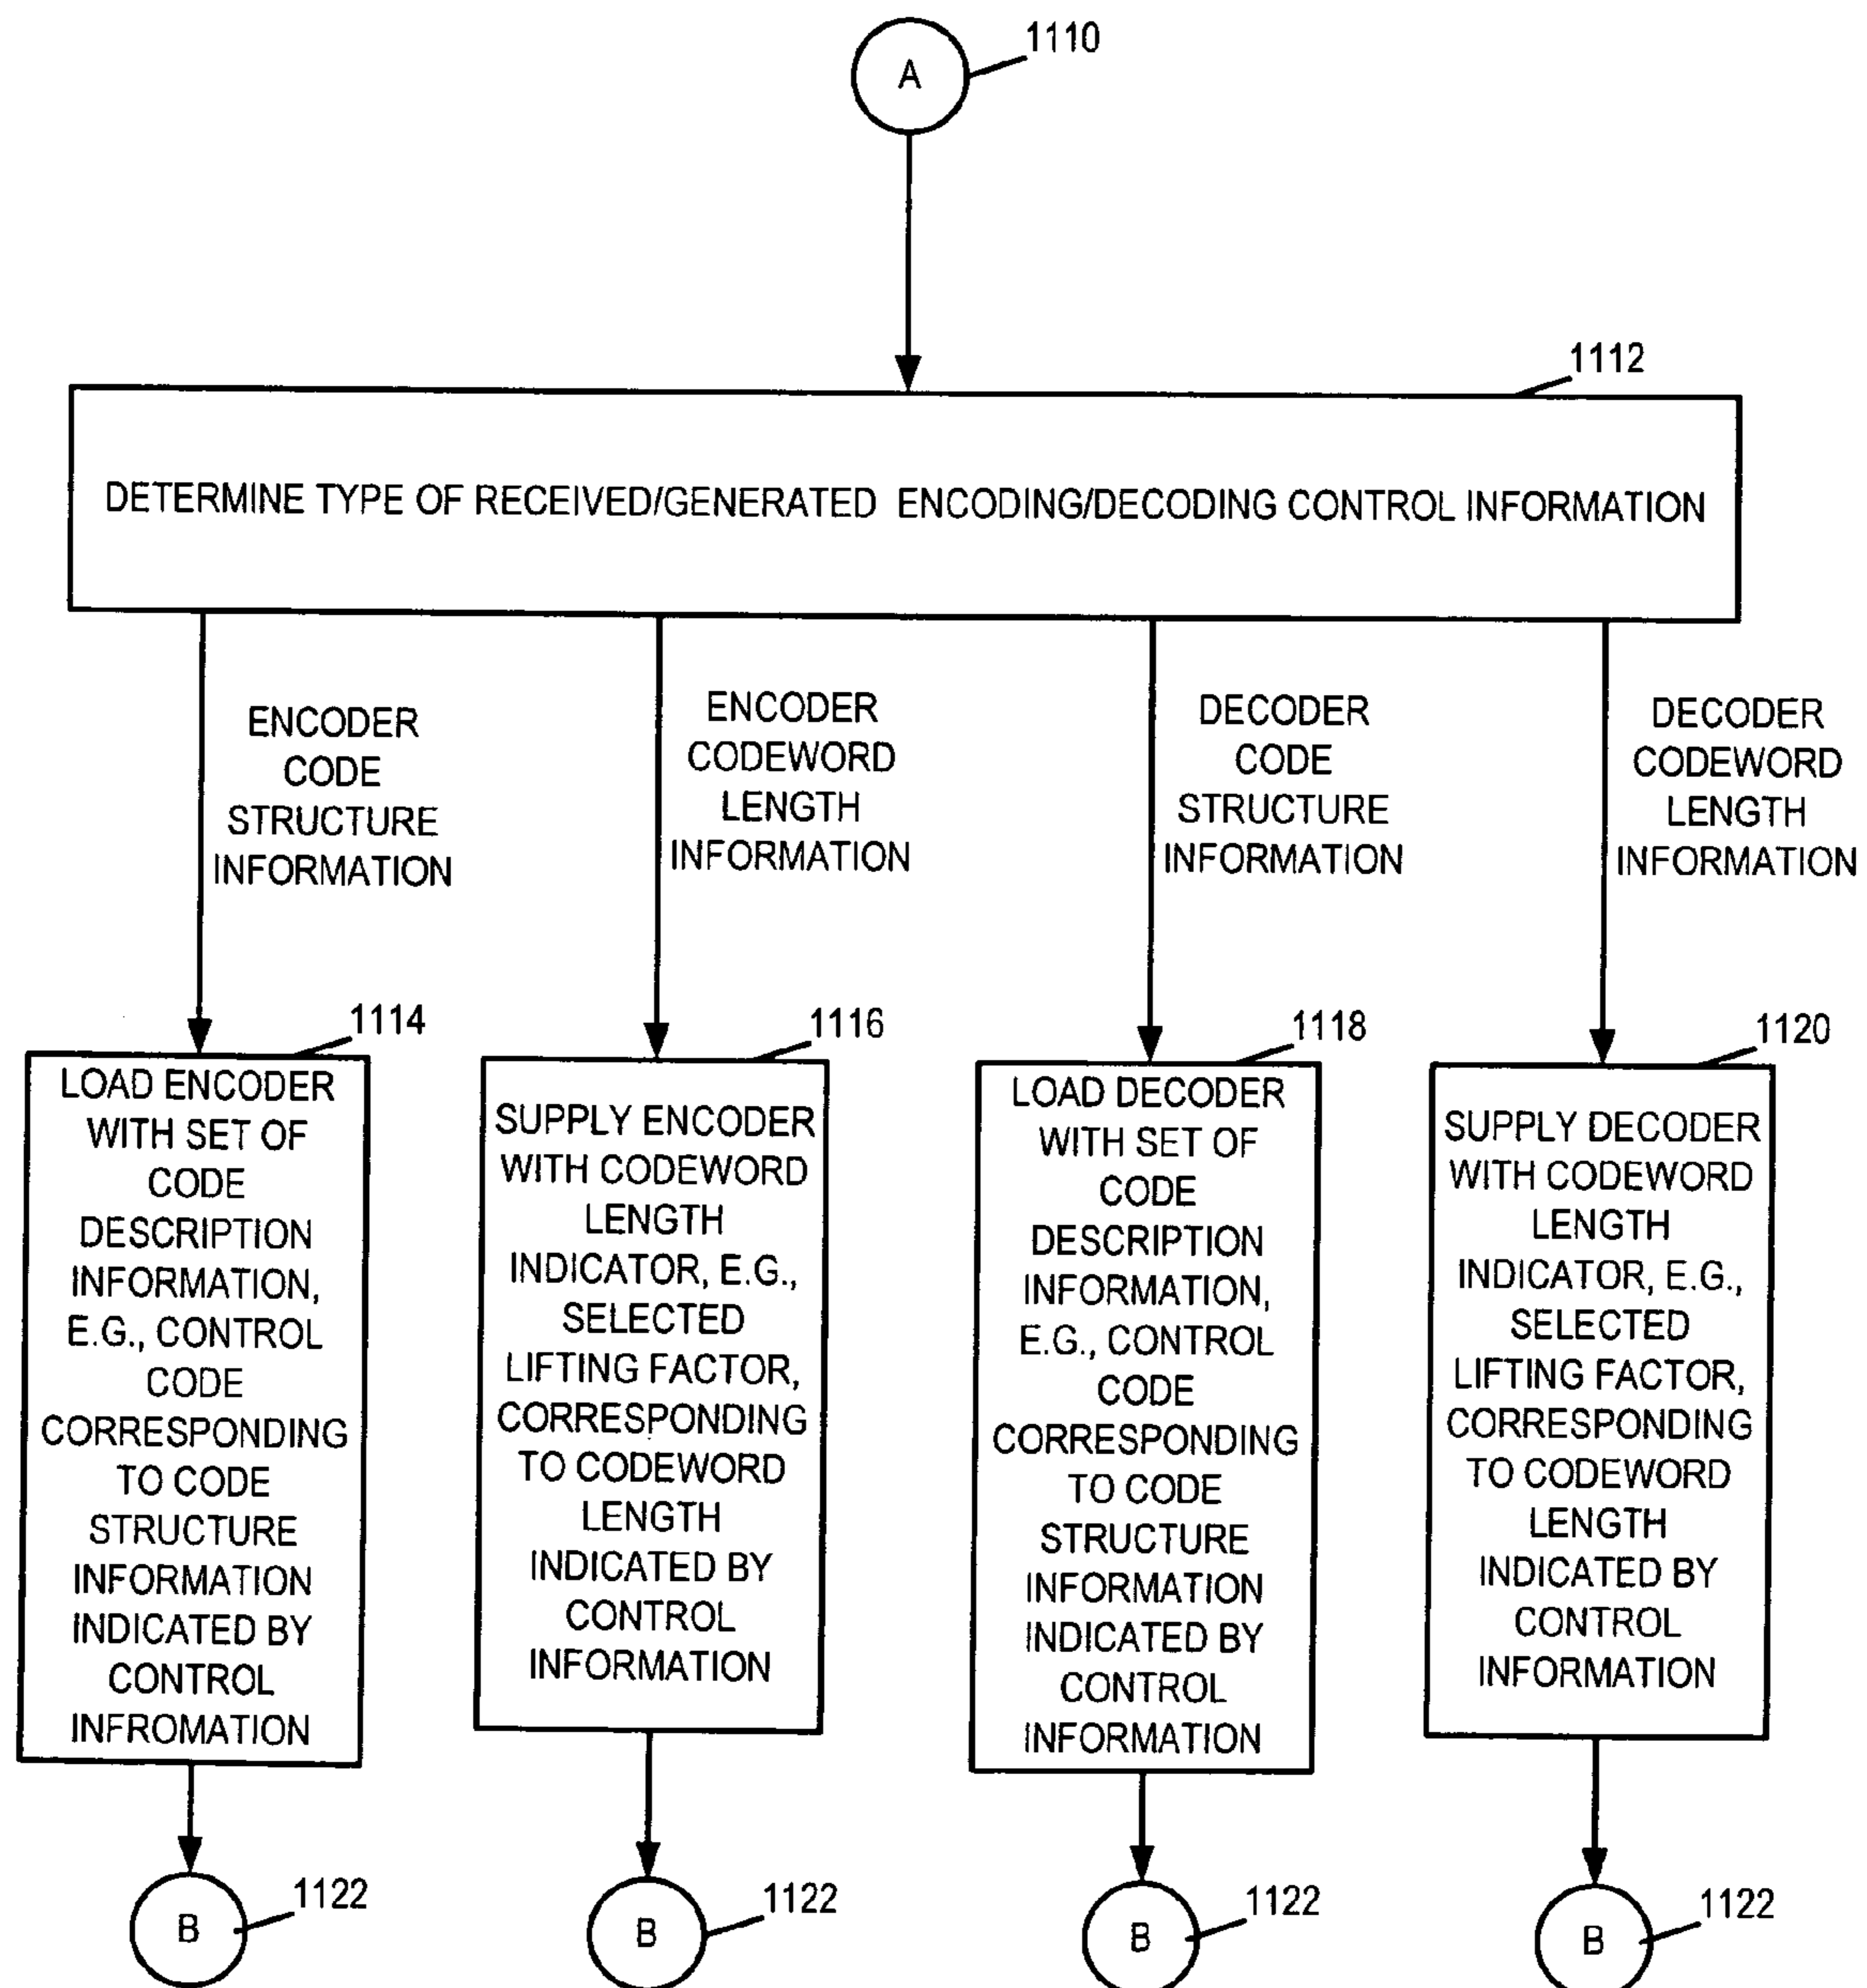 1110
A
1112
DETERMINE TYPE OF RECEIVED/GENERATED ENCODING/DECODING CONTROL INFORMATION
ENCODER
CODE
STRUCTURE
INFORMATION
ENCODER
CODEWORD
LENGTH
INFORMATION
DECODER
CODE
STRUCTURE
INFORMATION
DECODER
CODEWORD
LENGTH
INFORMATION
1114
LOAD ENCODER
WITH SET OF
CODE
DESCRIPTION
INFORMATION,
E.G., CONTROL
CODE
CORRESPONDING
TO CODE
STRUCTURE
INFORMATION
INDICATED BY
CONTROL
INFROMATION
1116
SUPPLY ENCODER
WITH CODEWORD
LENGTH
INDICATOR, E.G.,
SELECTED
LIFTING FACTOR,
CORRESPONDING
TO CODEWORD
LENGTH
INDICATED BY
CONTROL
INFORMATION
1118
LOAD DECODER
WITH SET OF
CODE
DESCRIPTION
INFORMATION,
E.G., CONTROL
CODE
CORRESPONDING
TO CODE
STRUCTURE
INFORMATION
INDICATED BY
CONTROL
INFORMATION
1120
SUPPLY DECODER
WITH CODEWORD
LENGTH
INDICATOR, E.G.,
SELECTED
LIFTING FACTOR,
CORRESPONDING
TO CODEWORD
LENGTH
INDICATED BY
CONTROL
INFORMATION
B
1122
B
1122
B
1122
B
1122